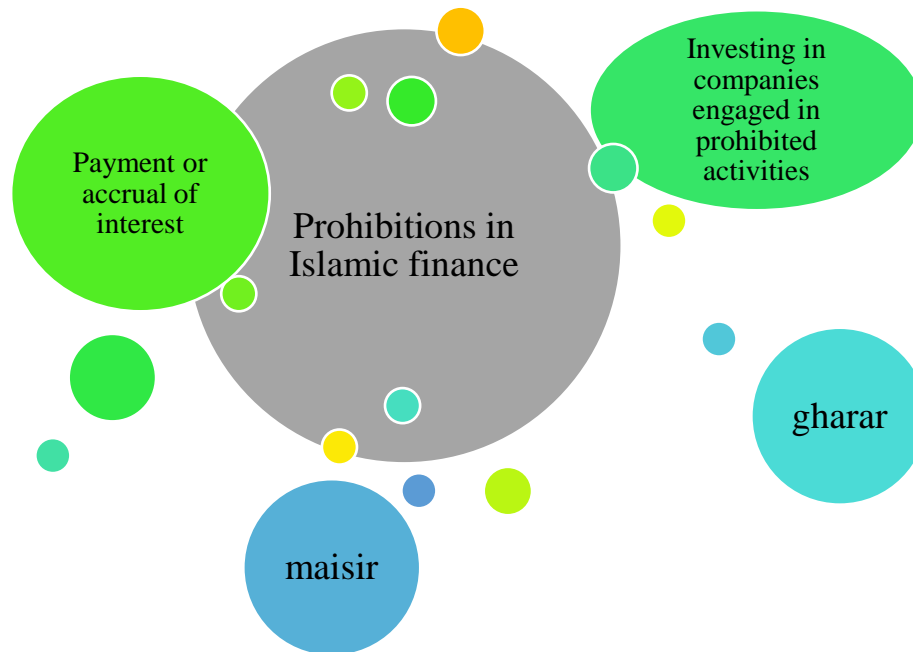 Investing in
companies
engaged in
prohibited
activities
Payment or
accrual of
interest
Prohibitions in
Islamic finance
gharar
maisir